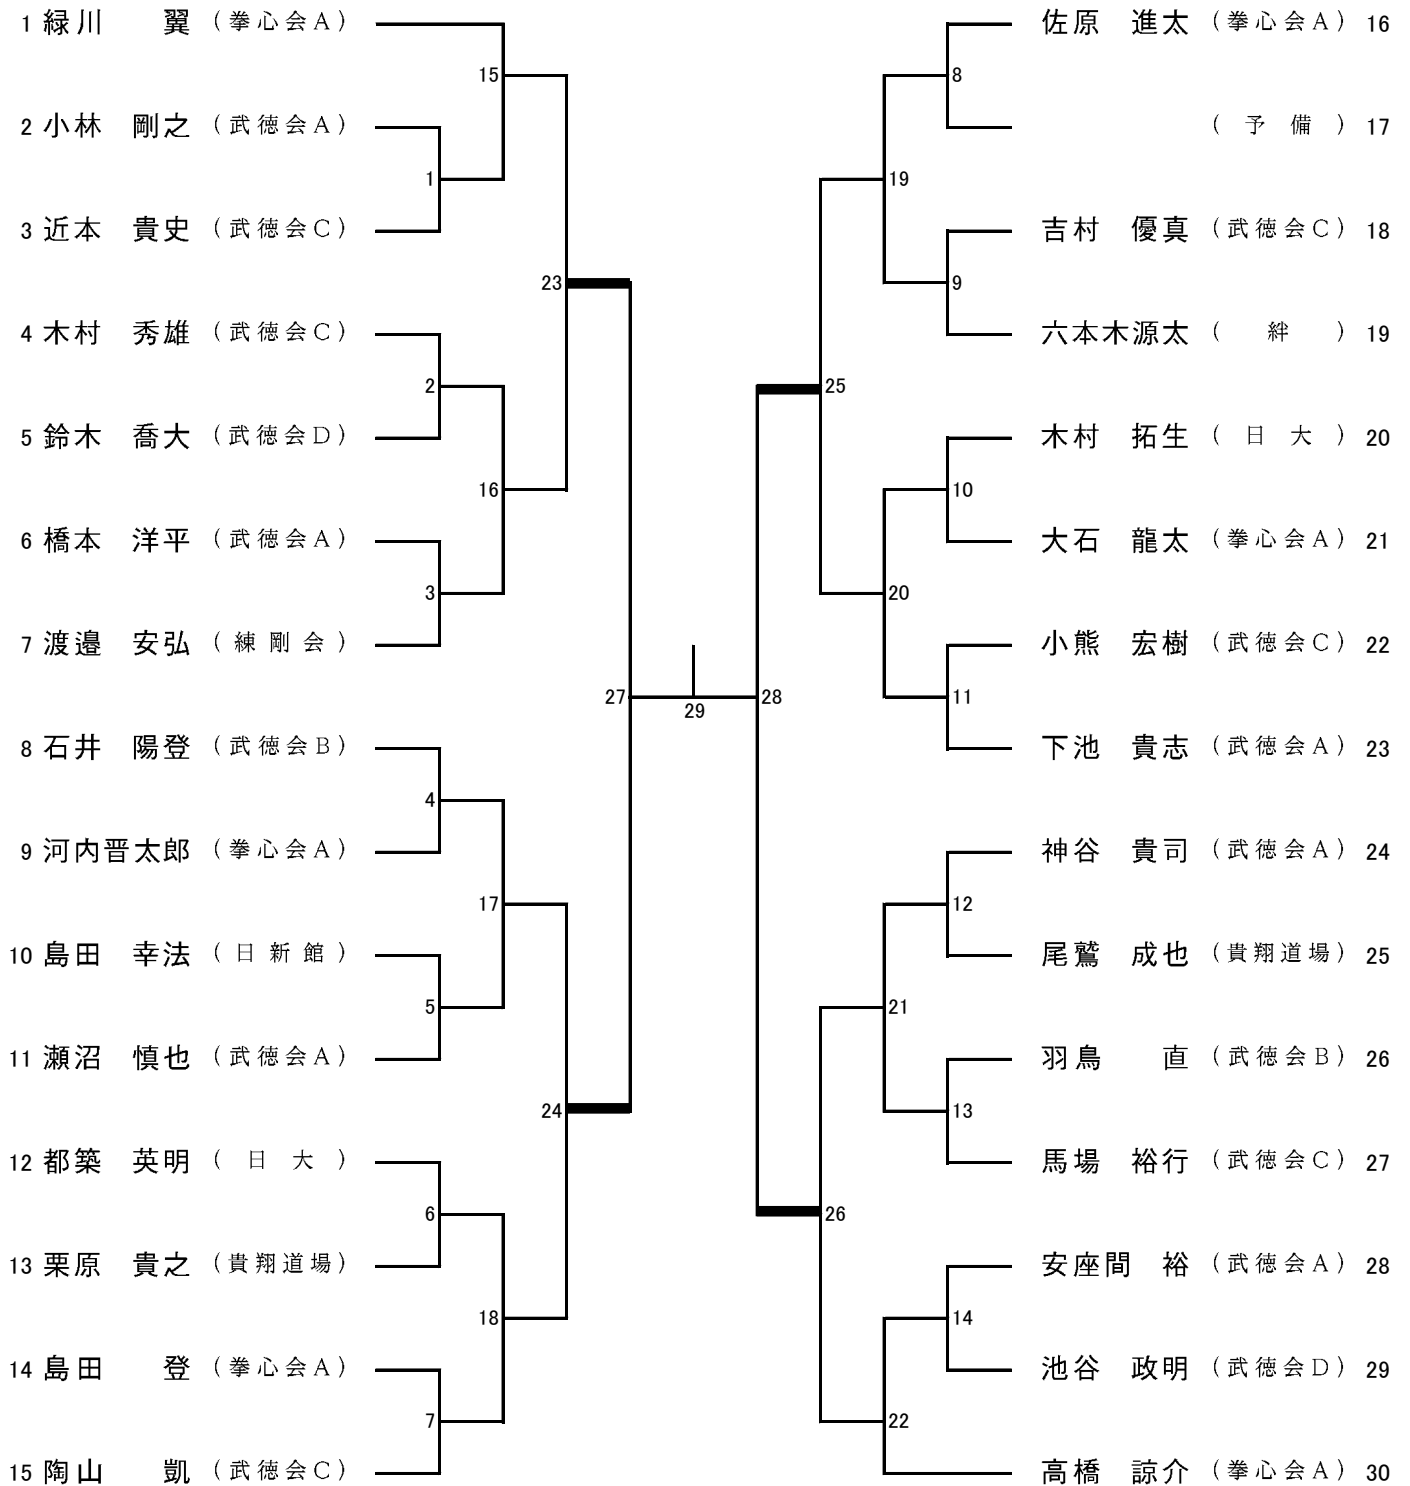 1 緑川　　翼 （拳心会A）
2 小林　剛之 （武徳会A）
3 近本　貴史 （武徳会C）
4 木村　秀雄 （武徳会C）
5 鈴木　喬大 （武徳会D）
6 橋本　洋平 （武徳会A）
7 渡邉　安弘 （練剛会）
8 石井　陽登 （武徳会B）
9 河内晋太郎 （拳心会A）
10 島田　幸法 （日新館）
11 瀬沼　慎也 （武徳会A）
12 都築　英明 （日大）
13 栗原　貴之 （貴翔道場）
14 島田　　登 （拳心会A）
15 陶山　　凱 （武徳会C）
15
1
23
2
16
3
27
4
17
5
24
6
18
7
29
28
8
19
9
25
10
20
11
12
21
13
26
14
22
佐原　進太 （拳心会A） 16
（予備） 17
吉村　優真 （武徳会C） 18
六本木源太 （絆） 19
木村　拓生 （日大） 20
大石　龍太 （拳心会A） 21
小熊　宏樹 （武徳会C） 22
下池　貴志 （武徳会A） 23
神谷　貴司 （武徳会A） 24
尾鷲　成也 （貴翔道場） 25
羽鳥　　直 （武徳会B） 26
馬場　裕行 （武徳会C） 27
安座間　裕 （武徳会A） 28
池谷　政明 （武徳会D） 29
高橋　諒介 （拳心会A） 30